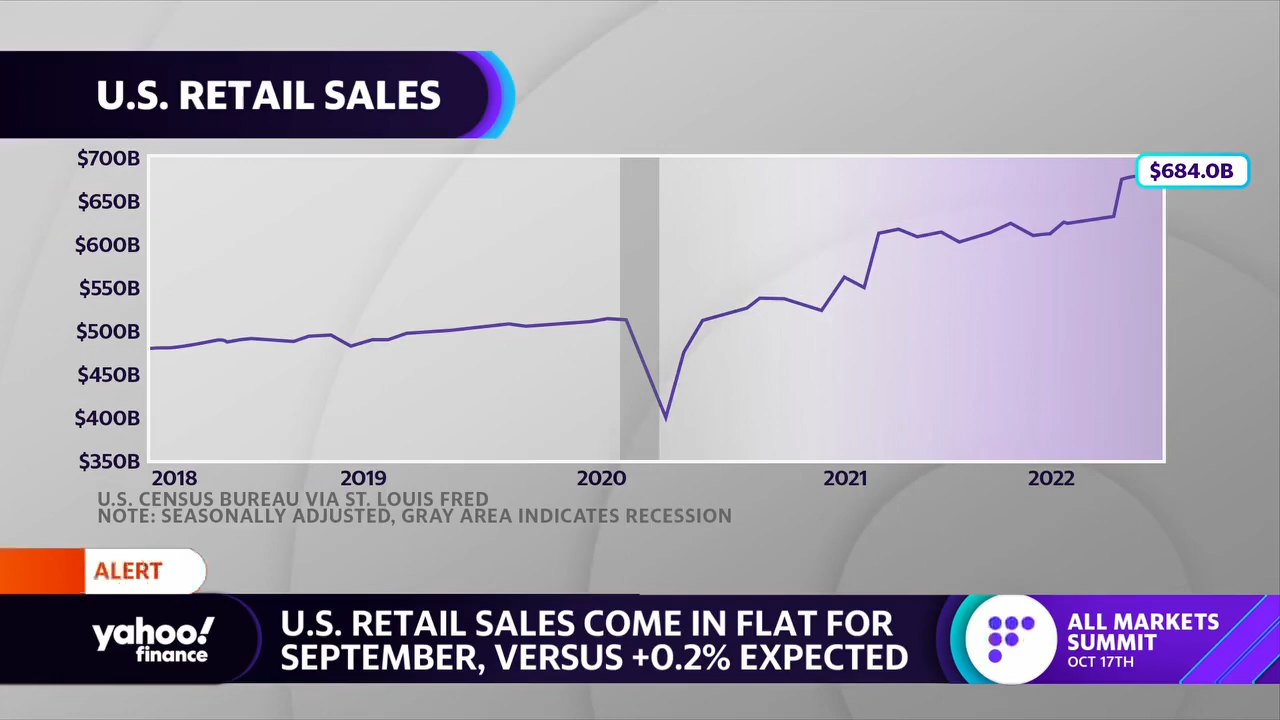 U.S. RETAIL SALES
$700B
$684.0B
$650B
$600B
$550B
$500B
$450B
$400B
$350B
2018 2019 2020 2021 2022
U.S. CENSUS BUREAU VIA ST. LOUIS FRED
NOTE: SEASONALLY ADJUSTED, GRAY AREA INDICATES RECESSION
ALERT
yahoo!
finance
U.S. RETAIL SALES COME IN FLAT FOR
SEPTEMBER, VERSUS +0.2% EXPECTED
ALL MARKETS
SUMMIT
OCT 17TH